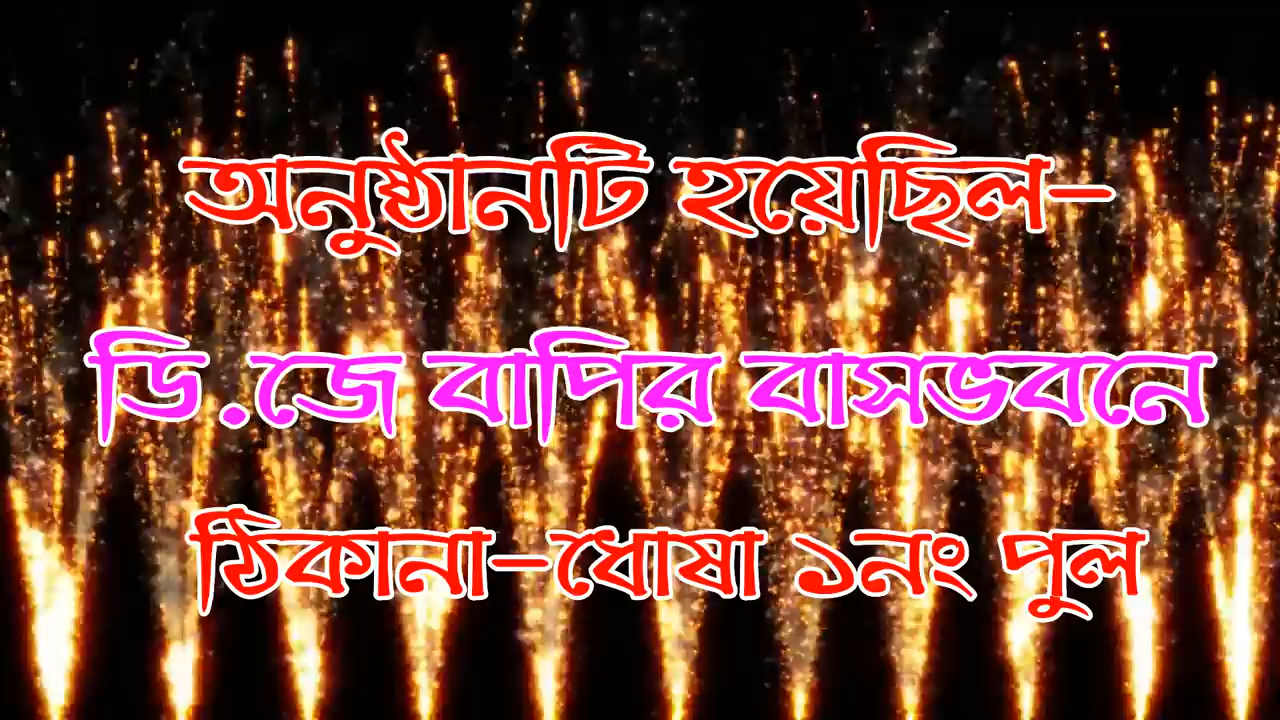 অনুষ্ঠানটি হয়েছিল-
ডি.জে বাপির বাসভবনে
ঠিকানা-ধোষা ১নং পুল